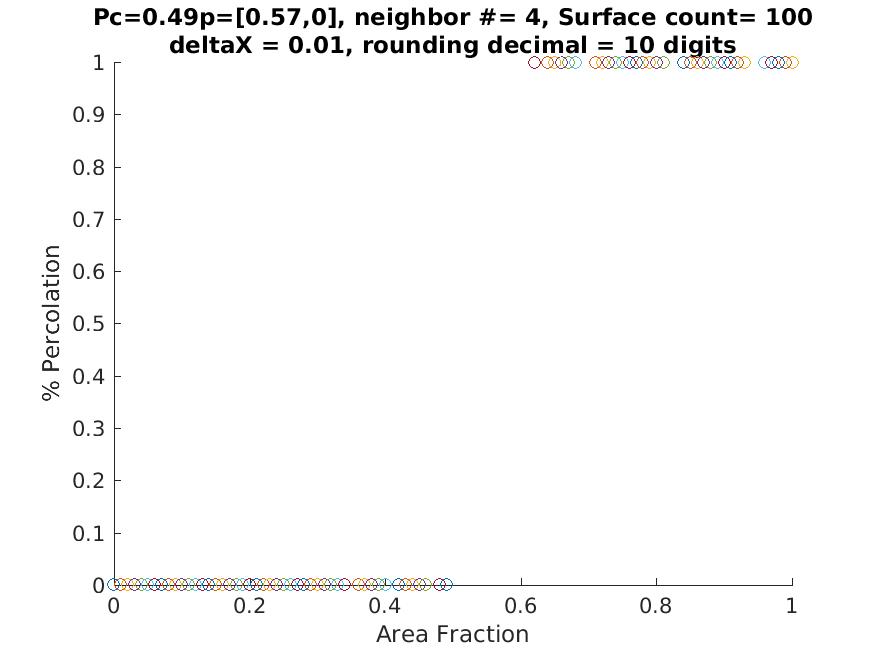 Pc=0.49p=[0.57,0], neighbor #= 4, Surface count= 100
deltaX = 0.01, rounding decimal = 10 digits
1
0.9
0.8
0.7
0.6
0.5
0.4
0.3
0.2
0.1
0
% Percolation
0 0.2 0.4 0.6 0.8 1
Area Fraction